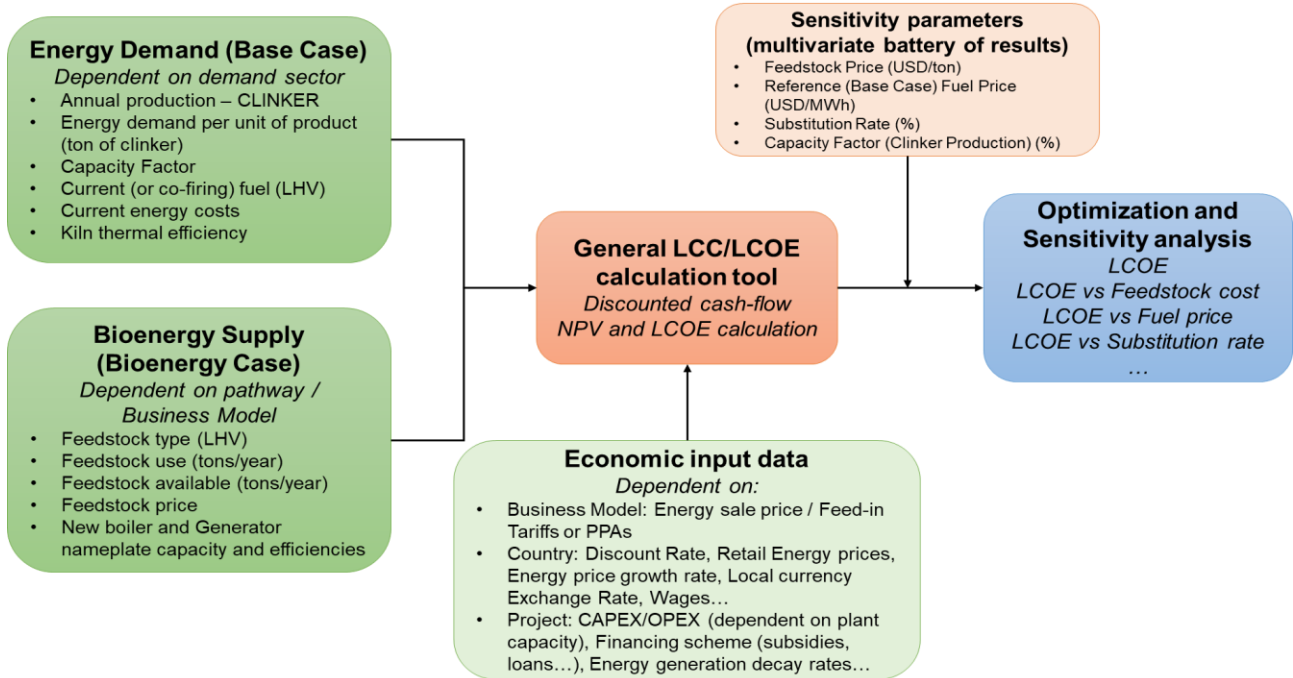 Energy Demand (Base Case)
Dependent on demand sector
• Annual production – CLINKER
• Energy demand per unit of product
(ton of clinker)
• Capacity Factor
• Current (or co-firing) fuel (LHV)
• Current energy costs
• Kiln thermal efficiency
Bioenergy Supply
(Bioenergy Case)
Dependent on pathway /
Business Model
• Feedstock type (LHV)
• Feedstock use (tons/year)
• Feedstock available (tons/year)
• Feedstock price
• New boiler and Generator
nameplate capacity and efficiencies
General LCC/LCOE
calculation tool
Discounted cash-flow
NPV and LCOE calculation
Economic input data
Dependent on:
• Business Model: Energy sale price / Feed-in
Tariffs or PPAs
• Country: Discount Rate, Retail Energy prices,
Energy price growth rate, Local currency
Exchange Rate, Wages…
• Project: CAPEX/OPEX (dependent on plant
capacity), Financing scheme (subsidies,
loans…), Energy generation decay rates…
Sensitivity parameters
(multivariate battery of results)
• Feedstock Price (USD/ton)
• Reference (Base Case) Fuel Price
(USD/MWh)
• Substitution Rate (%)
• Capacity Factor (Clinker Production) (%)
Optimization and
Sensitivity analysis
LCOE
LCOE vs Feedstock cost
LCOE vs Fuel price
LCOE vs Substitution rate
…